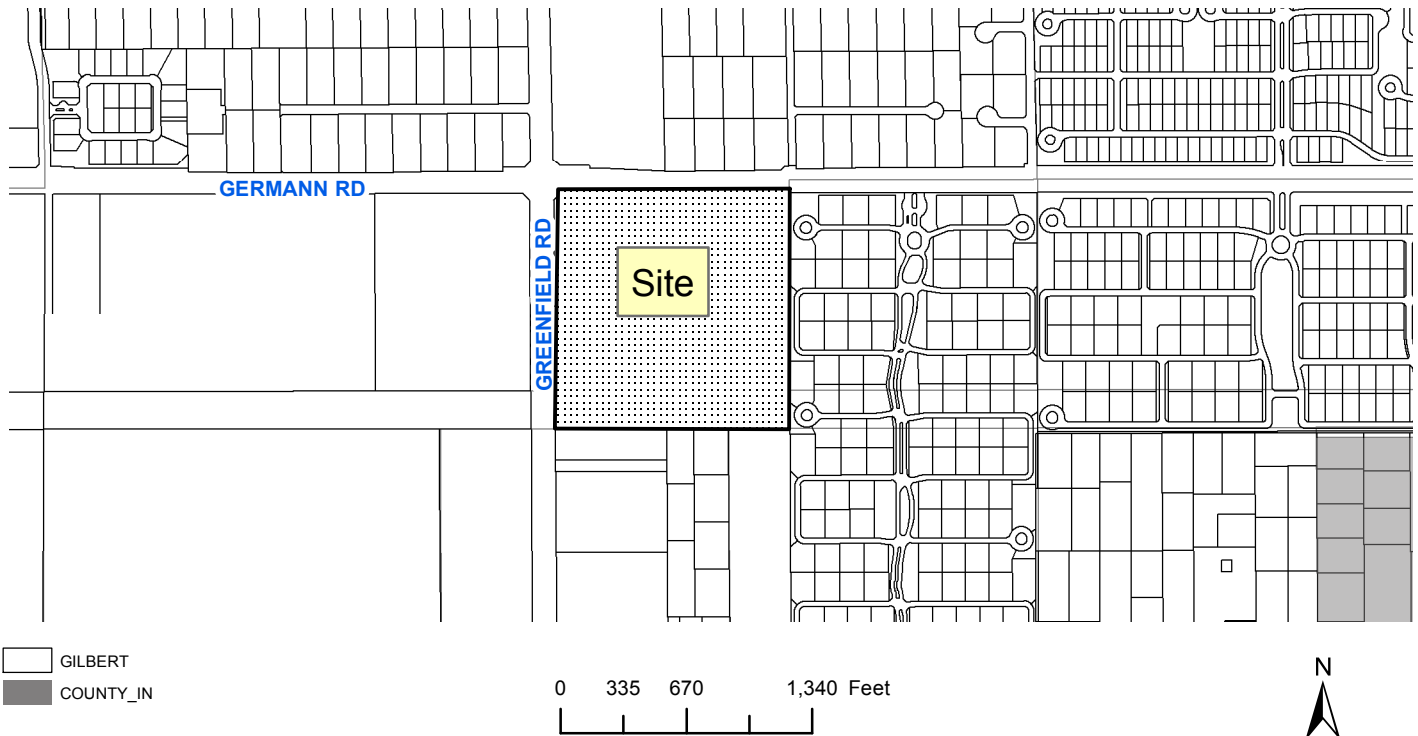 GERMANN RD
GREENFIELD RD
Site
GILBERT
COUNTY_IN
0 335 670 1,340 Feet
N